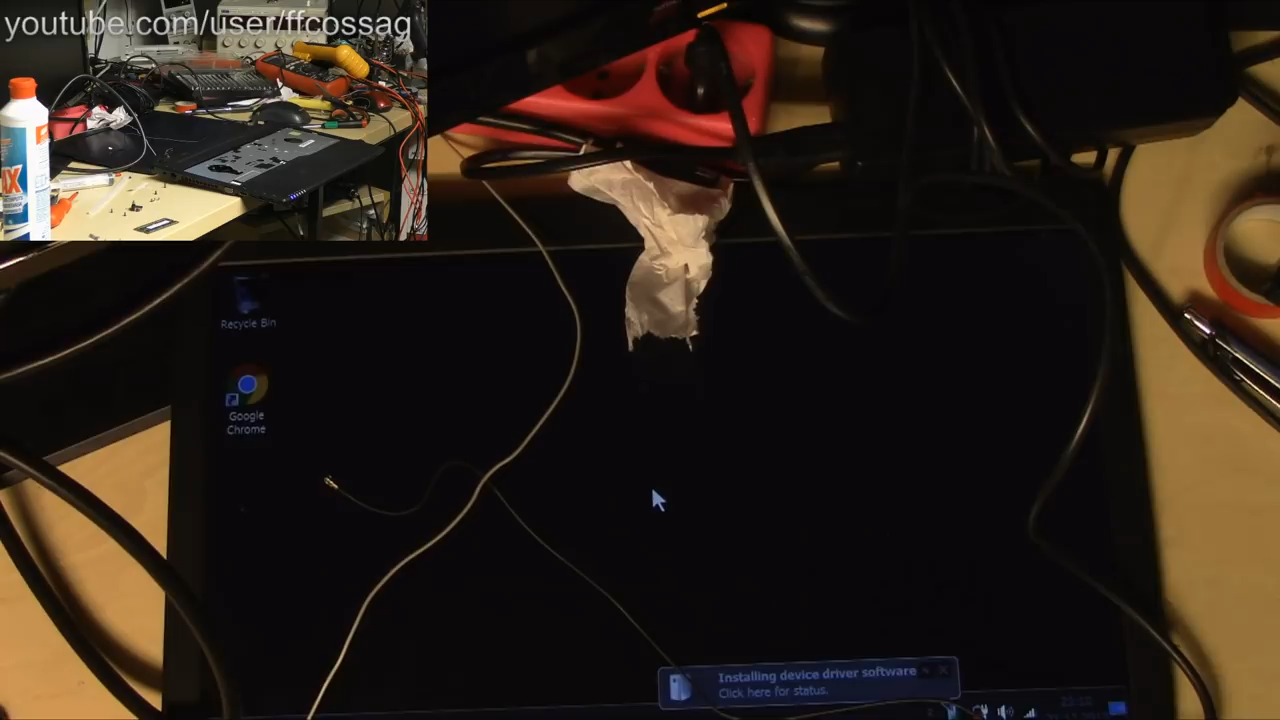 youtube.com/user/ffcossag
Recycle Bin
Google
Chrome
Installing device driver software
Click here for status.